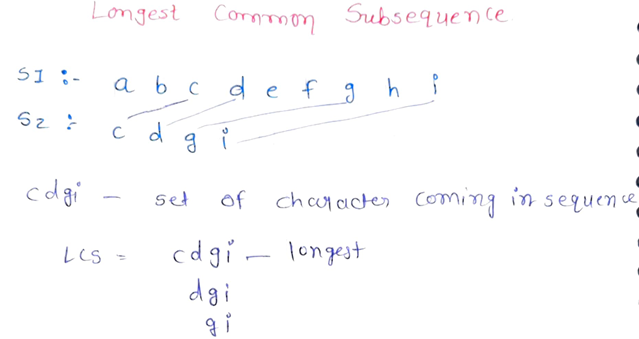 Longest Common Subsequence
S1 :- a b c d e f g h i
S2 :- c d g i
cdgi - set of character coming in sequence
LCS = cdgi - longest
dgi
gi